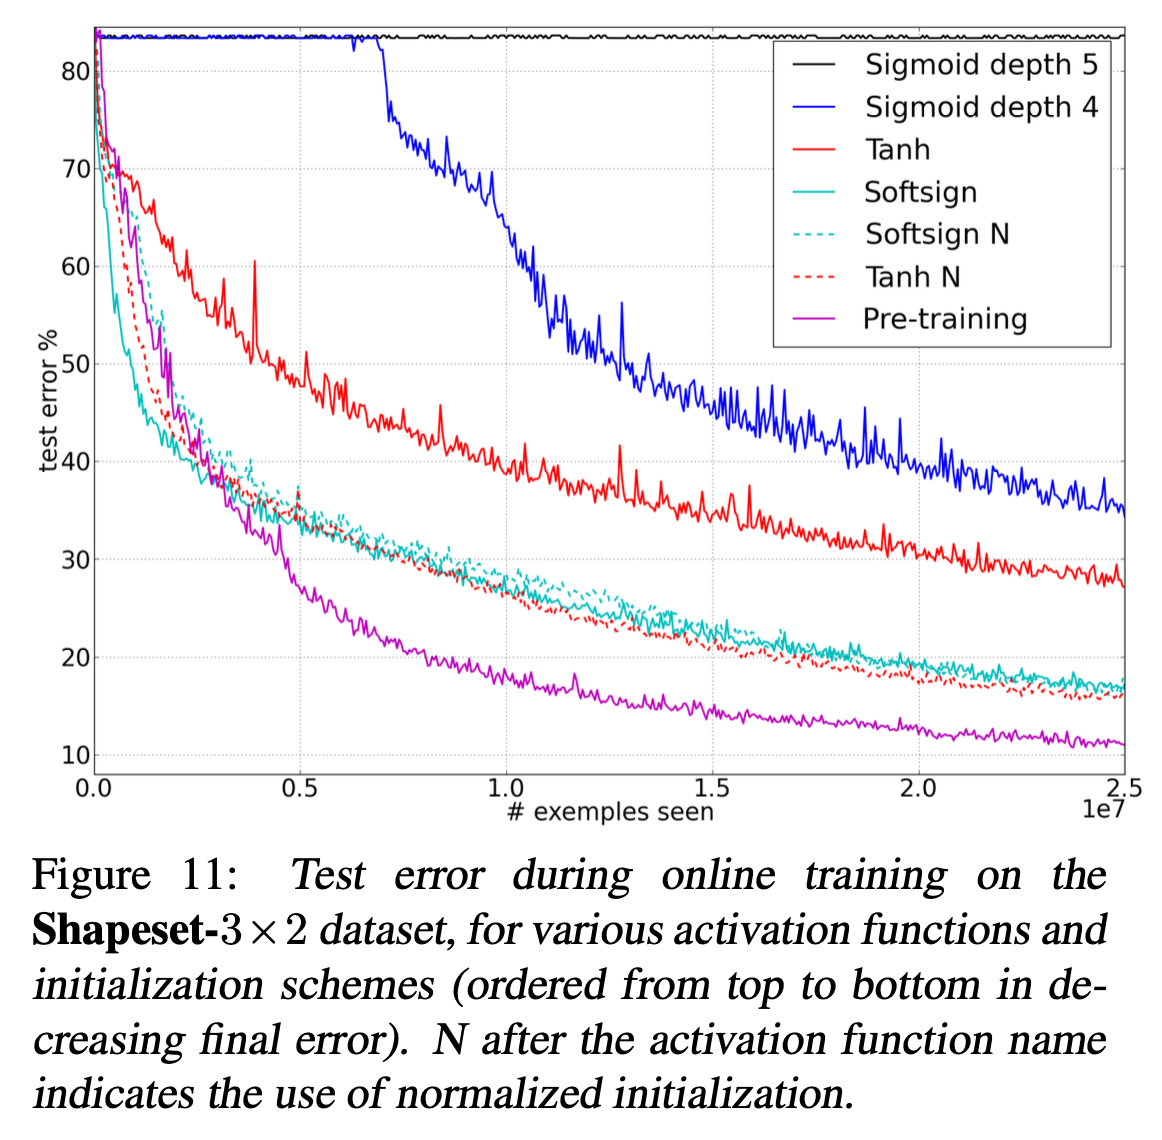 80
70
60
50
40
30
20
10
test error %
Sigmoid depth 5
Sigmoid depth 4
Tanh
Softsign
Softsign N
Tanh N
Pre-training
0.0 0.5 1.0 1.5 2.0 2.5
# exemples seen
1e7
Figure 11: Test error during online training on the
Shapeset-3 × 2 dataset, for various activation functions and
initialization schemes (ordered from top to bottom in de-
creasing final error). N after the activation function name
indicates the use of normalized initialization.